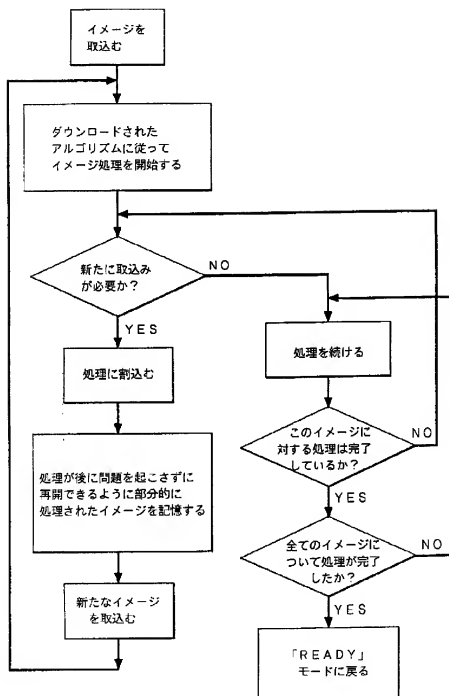 イメージを
取込む
ダウンロードされた
アルゴリズムに従って
イメージ処理を開始する
新たに取込み
が必要か？
NO
YES
処理に割込む
処理が後に問題を起こさずに
再開できるように部分的に
処理されたイメージを記憶する
新たなイメージ
を取込む
処理を続ける
このイメージに
対する処理は完了
しているか？
NO
YES
全てのイメージに
ついて処理が完了
したか？
NO
YES
「READY」
モードに戻る